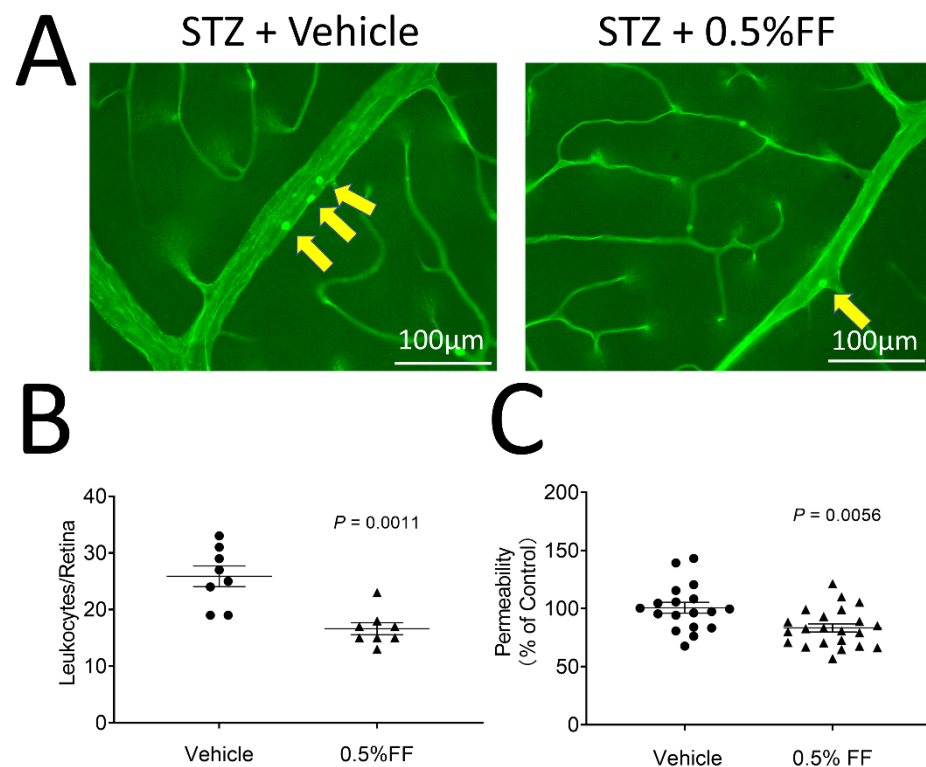 A
STZ + Vehicle
STZ + 0.5%FF
100μm
100μm
B
Leukocytes/Retina
40
30
20
10
0
P = 0.0011
Vehicle
0.5%FF
C
Permeability
(% of Control)
200
150
100
50
0
P = 0.0056
Vehicle
0.5% FF